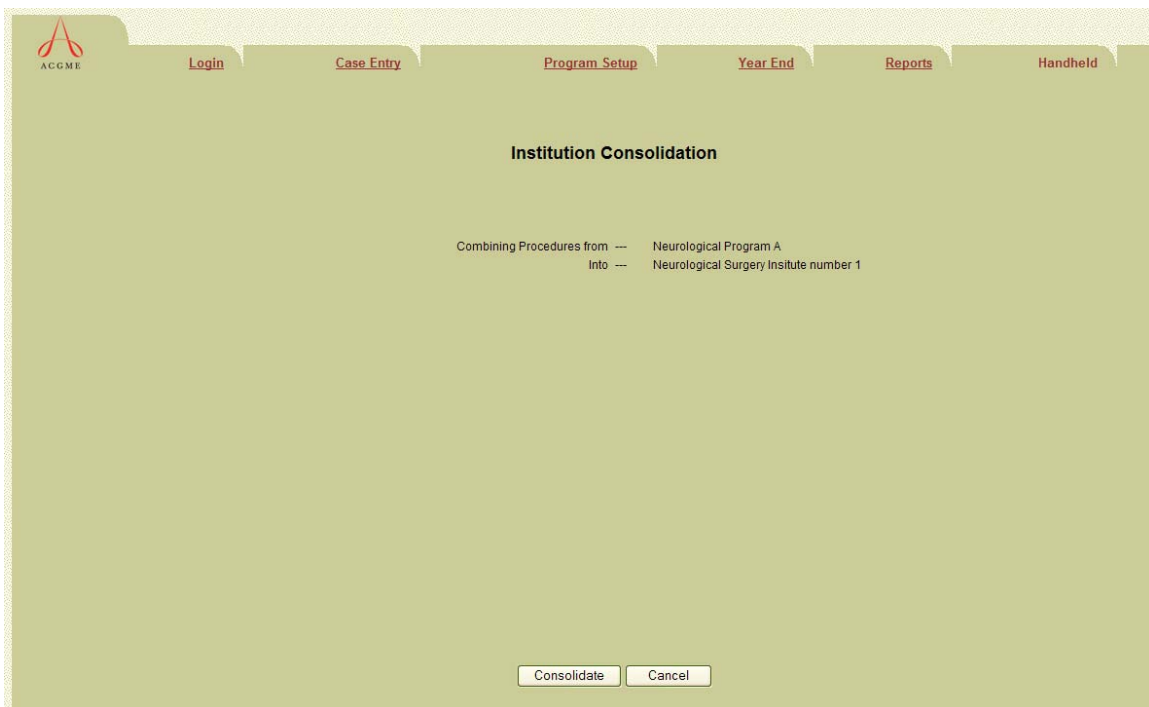 ACGME
Login Case Entry Program Setup Year End Reports Handheld
Institution Consolidation
Combining Procedures from --- Neurological Program A
Into --- Neurological Surgery Insitute number 1
Consolidate Cancel